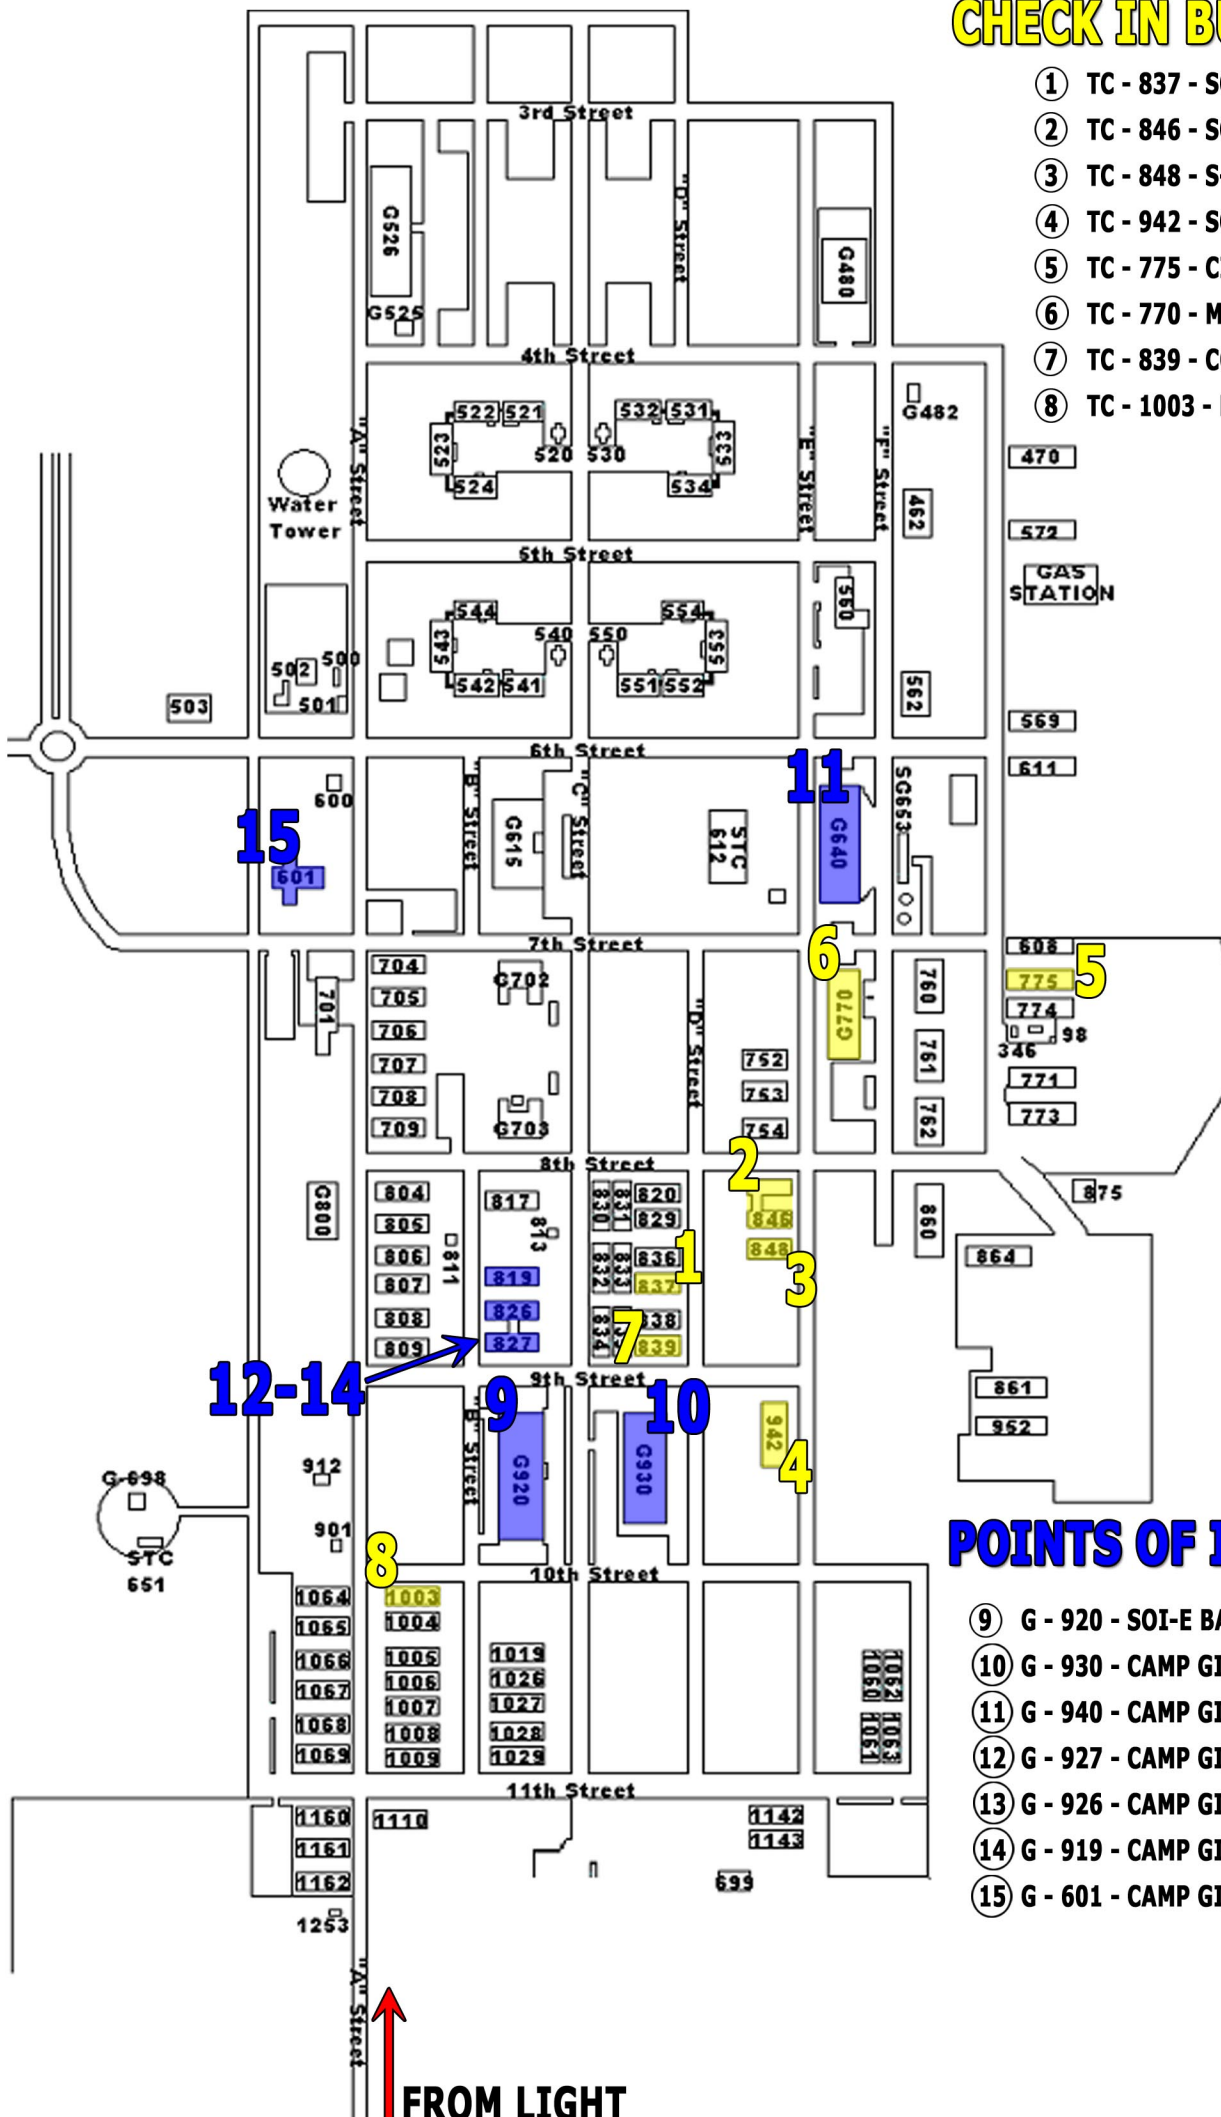 CHECK IN
1 TC - 837 -
2 TC - 846 -
3 TC - 848 -
4 TC - 942 -
5 TC - 775 -
6 TC - 770 -
7 TC - 839 -
8 TC - 1003 -
3rd Street
"D" Street
G526
G525
G480
4th Street
G482
"A" Street
522 521
532 531
523
520 530
533
524
534
"E" Street
"F" Street
470
462
572
Water
Tower
5th Street
GAS
STATION
560
544
554
543
540 550
553
542 541
551 552
502
500
501
503
562
569
6th Street
611
11
600
15
601
"B" Street
G615
"C" Street
STC
612
G640
SG653
7th Street
6
608
5
775
774
98
346
771
773
704
705
706
707
708
709
701
G702
G703
"D" Street
752
753
754
G770
760
761
762
8th Street
2
875
G800
804
805
806
807
808
809
811
817
813
819
826
827
830
831
832
833
834
820
829
836
837
838
839
1
7
846
848
3
860
864
861
952
12-14
9th Street
9
10
"B" Street
G920
G930
942
4
912
G-698
901
STC
651
8
10th Street
POINTS OF
9 G - 920 - SOI-E
10 G - 930 - CAMP
11 G - 940 - CAMP
12 G - 927 - CAMP
13 G - 926 - CAMP
14 G - 919 - CAMP
15 G - 601 - CAMP
1064
1065
1066
1067
1068
1069
1003
1004
1005
1006
1007
1008
1009
1019
1026
1027
1028
1029
1060
1062
1061
1063
11th Street
1160
1161
1162
1110
1142
1143
699
1253
"A" Street
FROM LIGHT